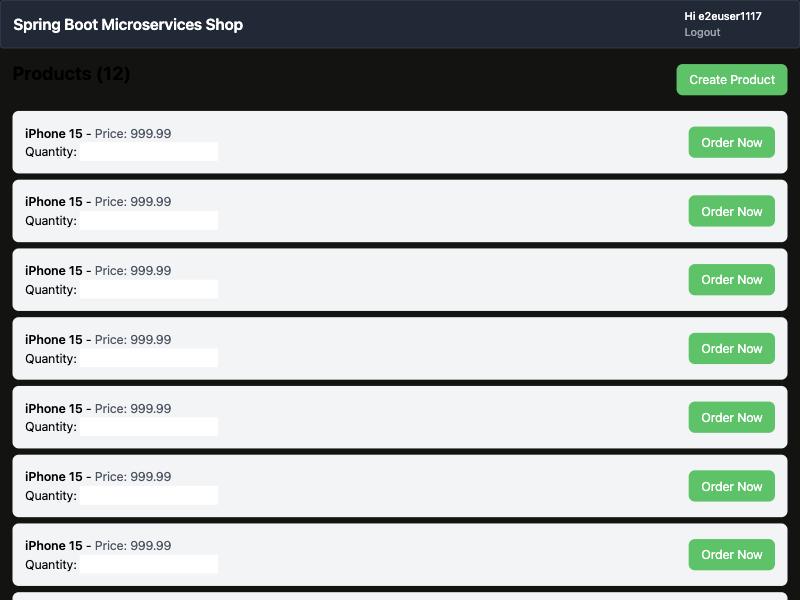 Spring Boot Microservices Shop
Hi e2euser1117
Logout
Products (12)
Create Product
iPhone 15 - Price: 999.99
Quantity:
Order Now
iPhone 15 - Price: 999.99
Quantity:
Order Now
iPhone 15 - Price: 999.99
Quantity:
Order Now
iPhone 15 - Price: 999.99
Quantity:
Order Now
iPhone 15 - Price: 999.99
Quantity:
Order Now
iPhone 15 - Price: 999.99
Quantity:
Order Now
iPhone 15 - Price: 999.99
Quantity:
Order Now